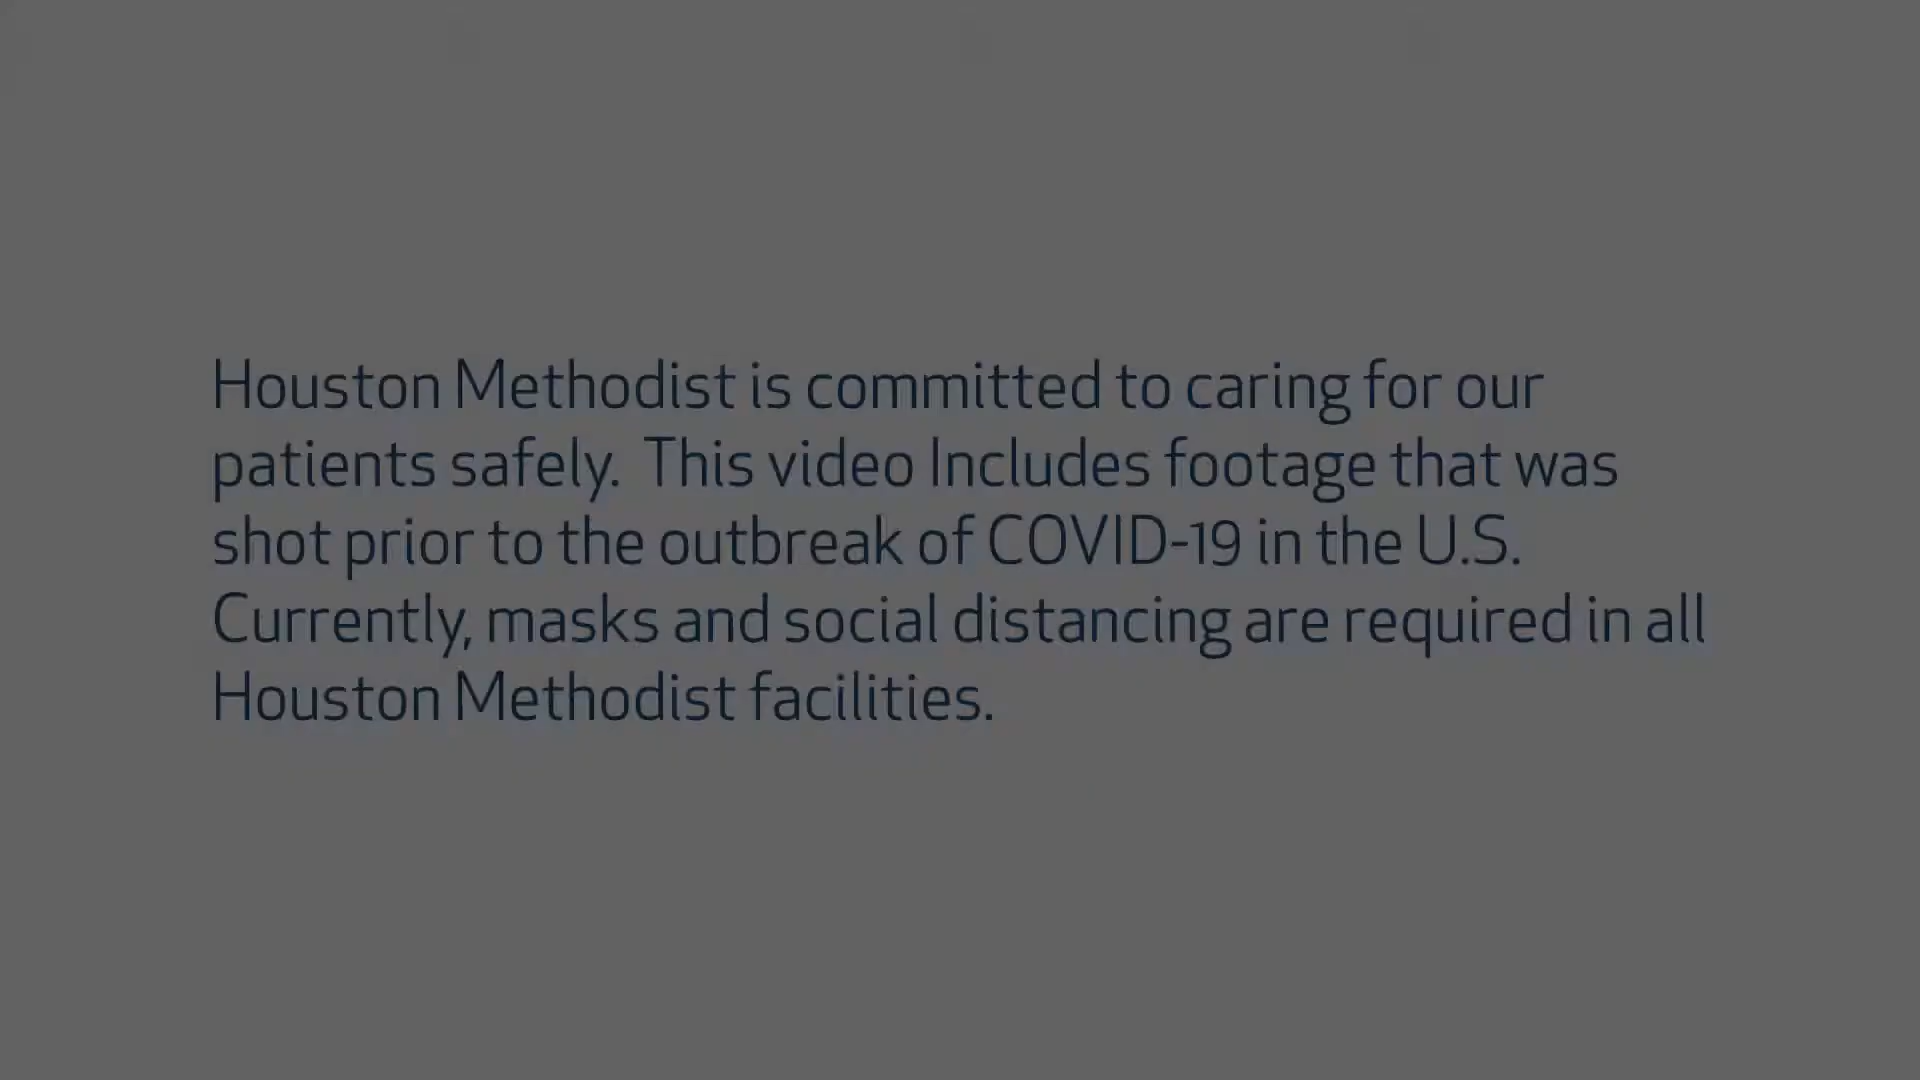 Houston Methodist is committed to caring for our
patients safely. This video Includes footage that was
shot prior to the outbreak of COVID-19 in the U.S.
Currently, masks and social distancing are required in all
Houston Methodist facilities.